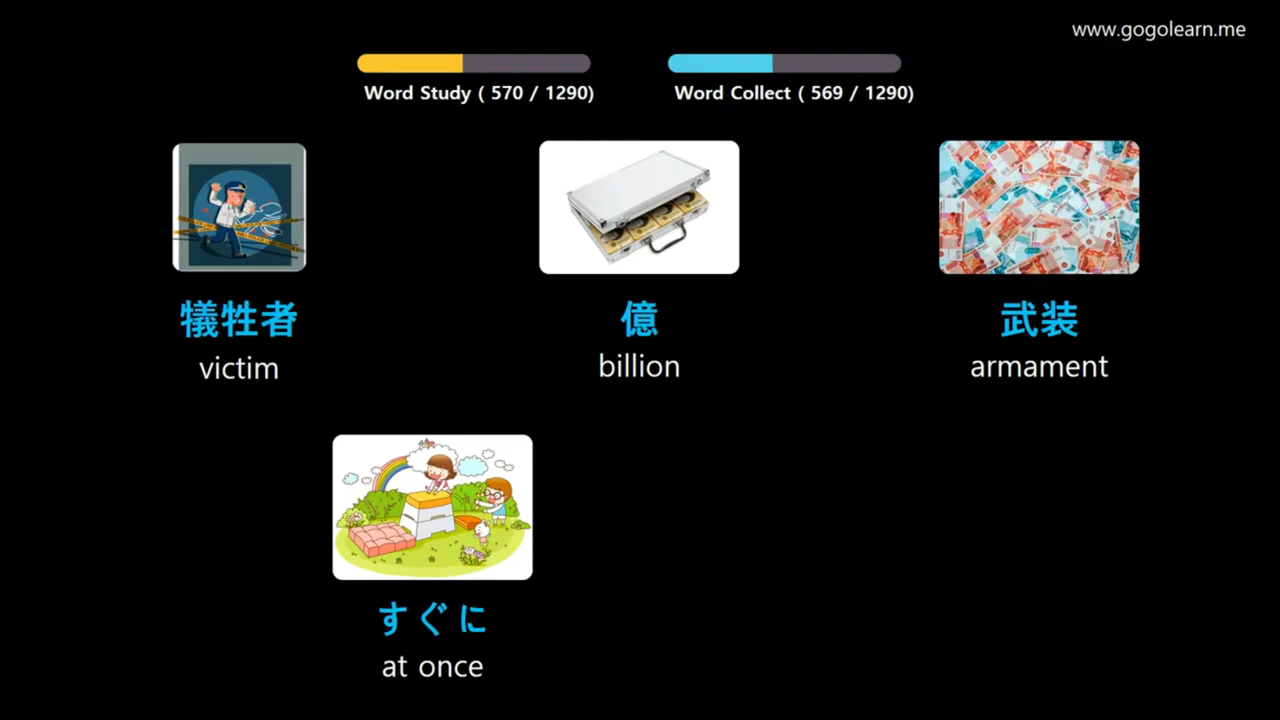 www.gogolearn.me
Word Study ( 570 / 1290)
Word Collect ( 569 / 1290)
犠牲者
victim
億
billion
武装
armament
すぐに
at once